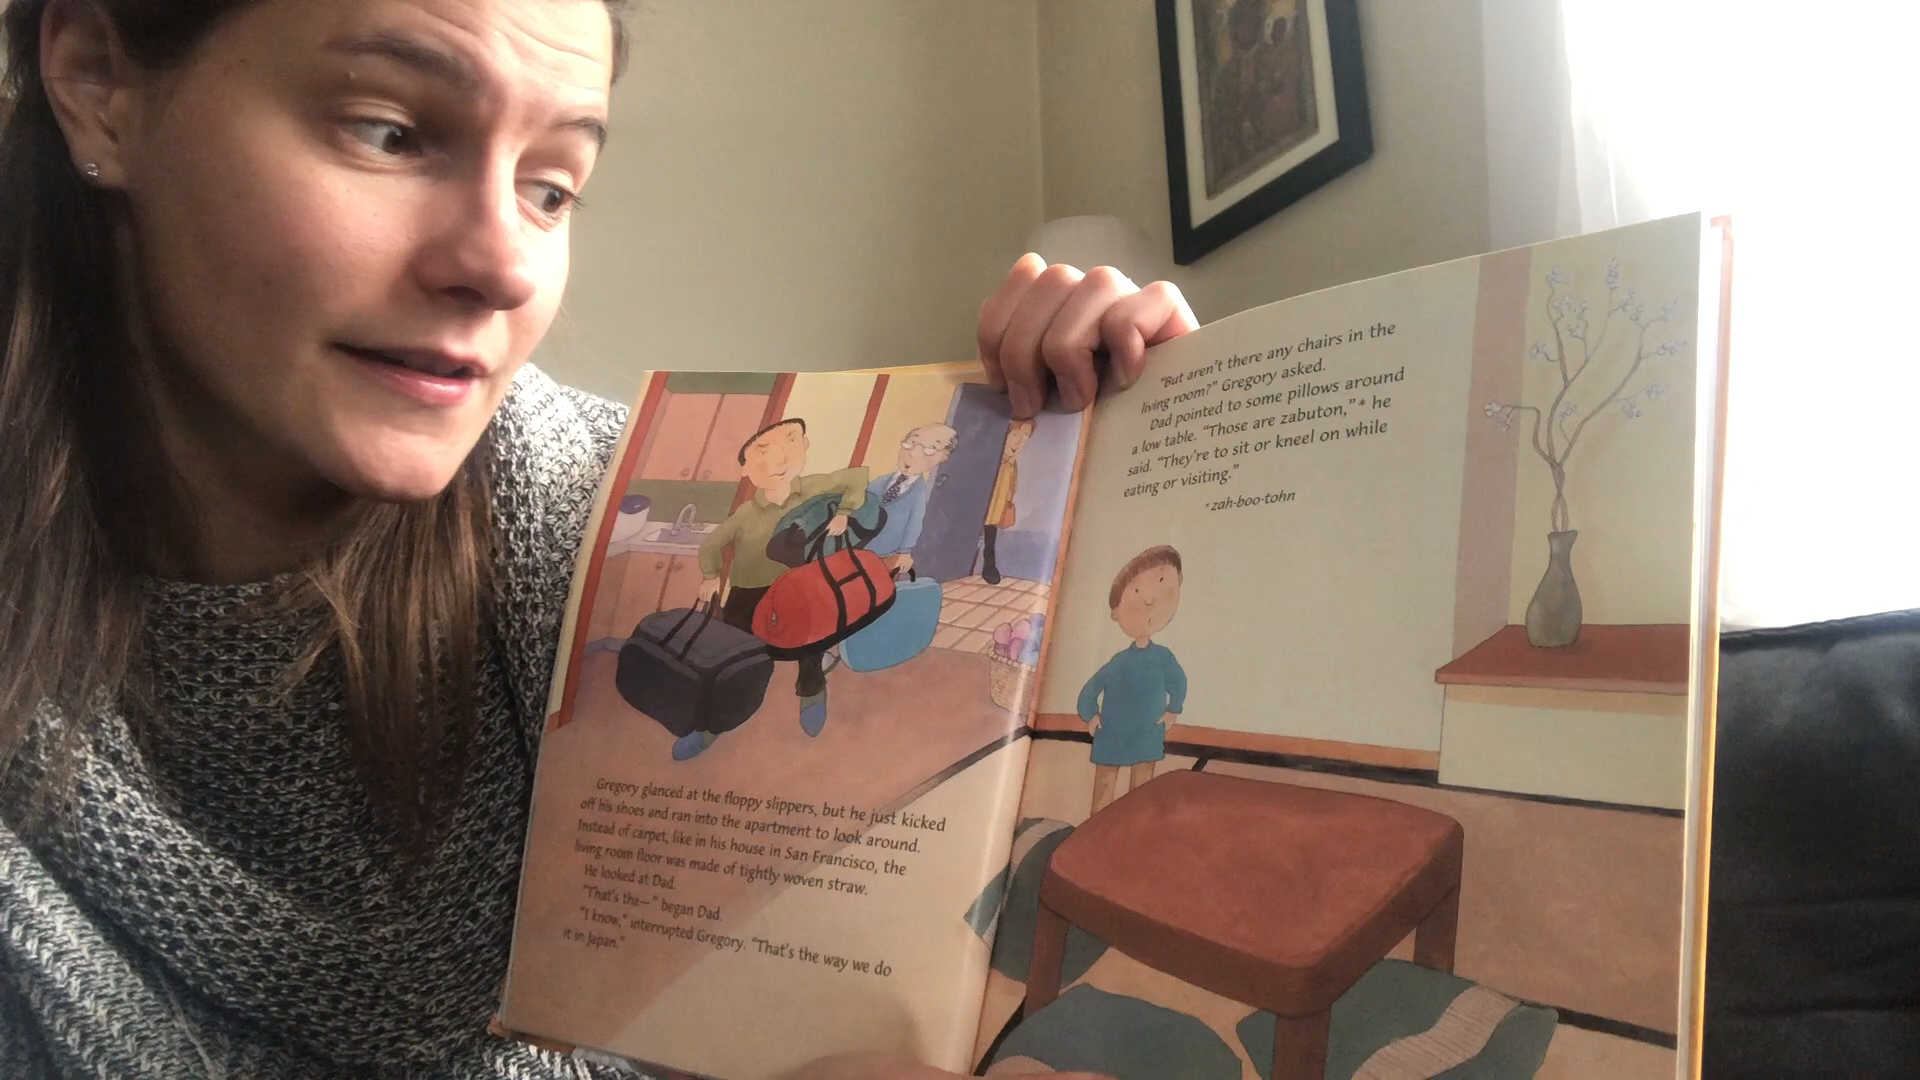 Gregory glanced at the floppy slippers, but he just kicked
off his shoes and ran into the apartment to look around.
Instead of carpet, like in his house in San Francisco, the
living room floor was made of tightly woven straw.
He looked at Dad.
"That's the—" began Dad.
"I know," interrupted Gregory. "That's the way we do
it in Japan."
"But aren't there any chairs in the
living room?" Gregory asked.
Dad pointed to some pillows around
a low table. "Those are zabuton,"* he
said. "They're to sit or kneel on while
eating or visiting."
*zah-boo-tohn